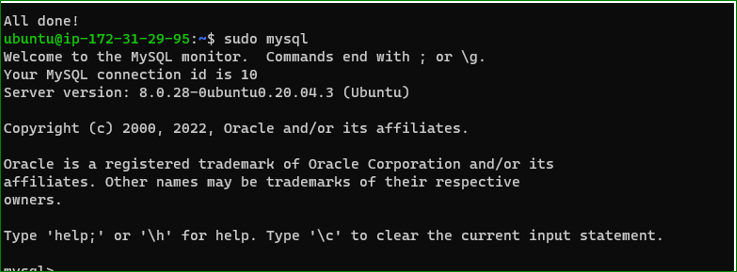 All done!
ubuntu@ip-172-31-29-95:~$ sudo mysql
Welcome to the MySQL monitor.  Commands end with ; or \g.
Your MySQL connection id is 10
Server version: 8.0.28-0ubuntu0.20.04.3 (Ubuntu)
Copyright (c) 2000, 2022, Oracle and/or its affiliates.
Oracle is a registered trademark of Oracle Corporation and/or its
affiliates. Other names may be trademarks of their respective
owners.
Type 'help;' or '\h' for help. Type '\c' to clear the current input statement.
mysql>